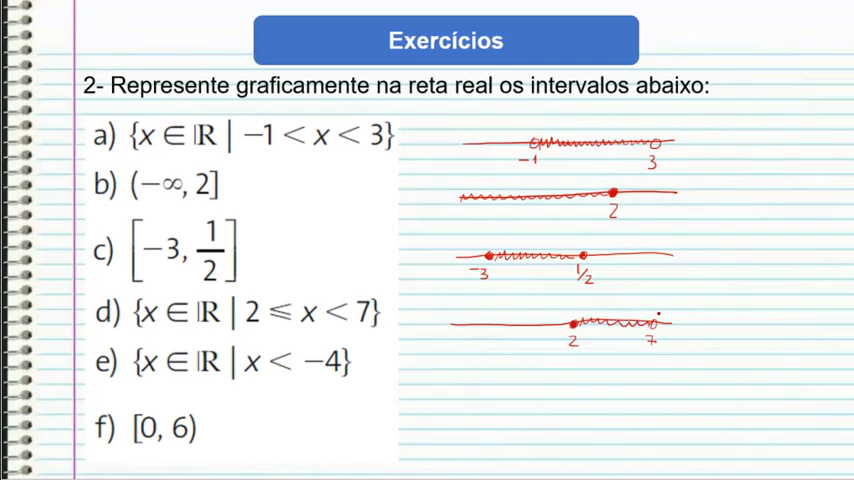 Exercícios
2- Represente graficamente na reta real os intervalos abaixo:
a) {x ∈ ℝ | −1 < x < 3}
−1 3
b) (−∞, 2]
2
c) [−3, 1/2]
−3 1/2
d) {x ∈ ℝ | 2 ⩽ x < 7}
2 7
e) {x ∈ ℝ | x < −4}
f) [0, 6)